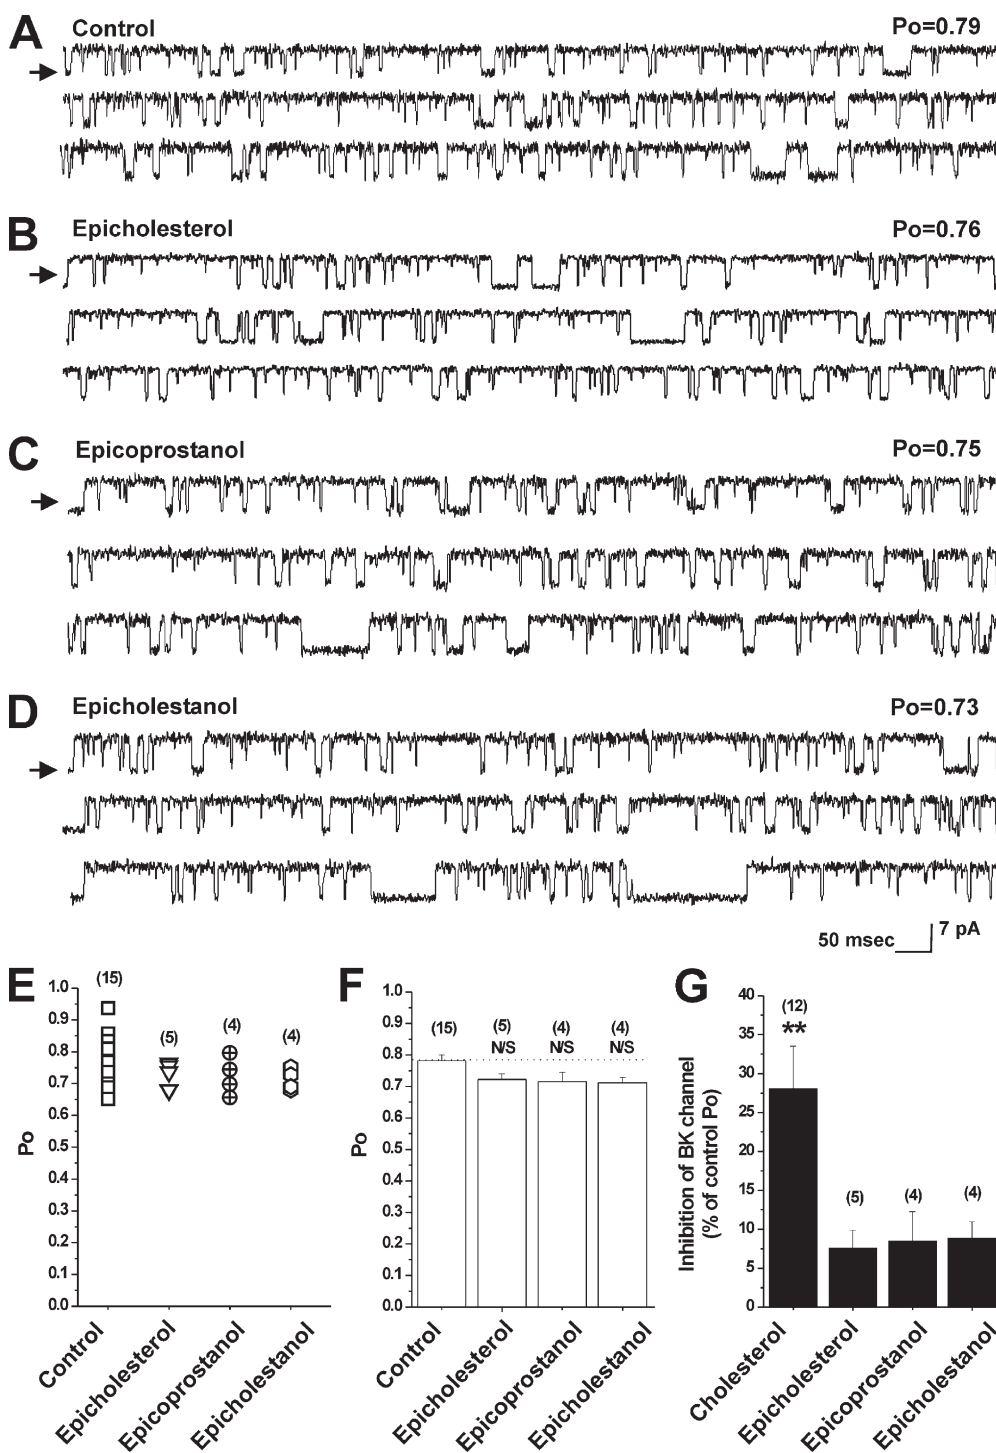 A Control Po=0.79
B Epicholesterol Po=0.76
C Epicoprostanol Po=0.75
D Epicholestanol Po=0.73
50 msec 7 pA
E
(15)
(5)
(4)
(4)
1.0
0.9
0.8
0.7
0.6
0.5
0.4
0.3
0.2
0.1
0.0
Po
Control
Epicholesterol
Epicoprostanol
Epicholestanol
F
(15)
(5)
N/S
(4)
N/S
(4)
N/S
1.0
0.9
0.8
0.7
0.6
0.5
0.4
0.3
0.2
0.1
0.0
Po
Control
Epicholesterol
Epicoprostanol
Epicholestanol
G
(12)
**
(5)
(4)
(4)
40
35
30
25
20
15
10
5
0
Inhibition of BK channel
(% of control Po)
Cholesterol
Epicholesterol
Epicoprostanol
Epicholestanol